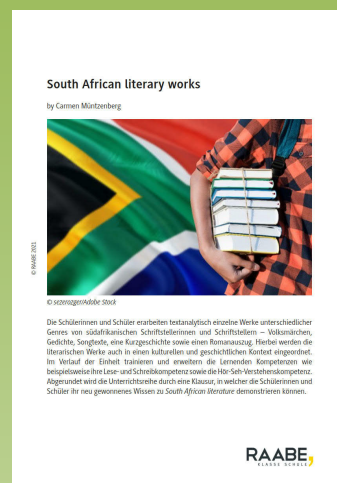 South African literary works
by Carmen Müntzenberg
© RAABE 2021
© sezerozger/Adobe Stock
Die Schülerinnen und Schüler erarbeiten textanalytisch einzelne Werke unterschiedlicher
Genres von südafrikanischen Schriftstellerinnen und Schriftstellern – Volksmärchen,
Gedichte, Songtexte, eine Kurzgeschichte sowie einen Romanauszug. Hierbei werden die
literarischen Werke auch in einen kulturellen und geschichtlichen Kontext eingeordnet.
Im Verlauf der Einheit trainieren und erweitern die Lernenden Kompetenzen wie
beispielsweise ihre Lese- und Schreibkompetenz sowie die Hör-Seh-Verstehenskompetenz.
Abgerundet wird die Unterrichtsreihe durch eine Klausur, in welcher die Schülerinnen und
Schüler ihr neu gewonnenes Wissen zu South African literature demonstrieren können.
RAABE
KLASSE SCHULE